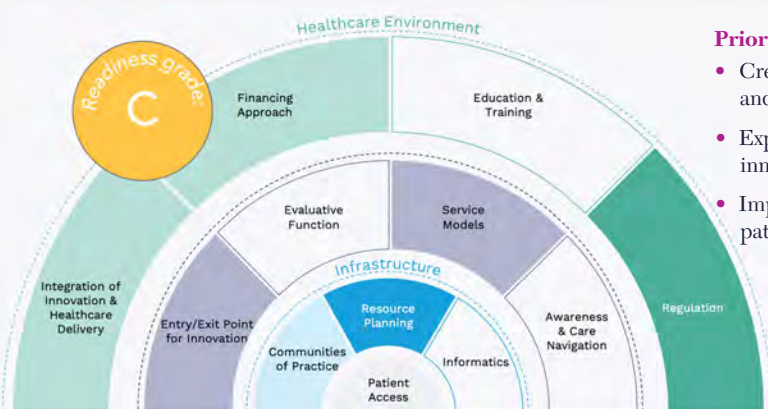 Healthcare Environment
Readiness grade:
C
Financing
Approach
Education &
Training
Integration of
Innovation &
Healthcare
Delivery
Regulation
Evaluative
Function
Service
Models
Entry/Exit Point
for Innovation
Awareness
& Care
Navigation
Infrastructure
Resource
Planning
Communities
of Practice
Informatics
Patient
Access
Prior
• Cre
and
• Exp
inn
• Imp
pat